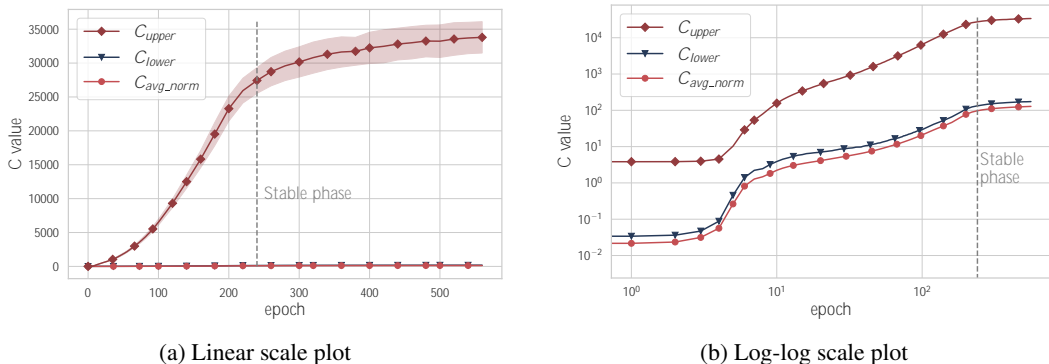 35000
30000
25000
20000
15000
10000
5000
0
C value
C_upper
C_lower
C_avg_norm
Stable phase
0 100 200 300 400 500
epoch
(a) Linear scale plot
10^4
10^3
10^2
10^1
10^0
10^-1
10^-2
C value
C_upper
C_lower
C_avg_norm
Stable
phase
10^0 10^1 10^2
epoch
(b) Log-log scale plot